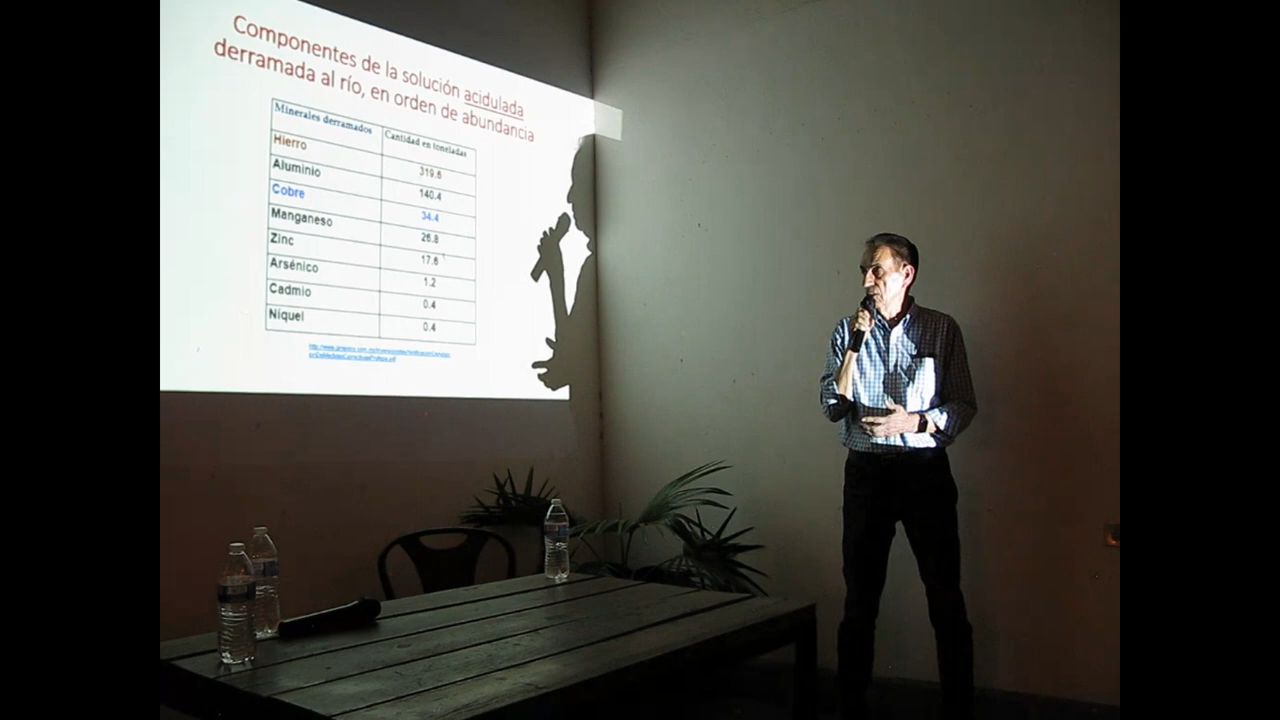 Componentes de la solución acidulada
derramada al río, en orden de abundancia
Minerales derramados Cantidad en toneladas
Hierro 319.6
Aluminio 140.4
Cobre 34.4
Manganeso 26.8
Zinc 17.6
Arsénico 1.2
Cadmio 0.4
Níquel 0.4